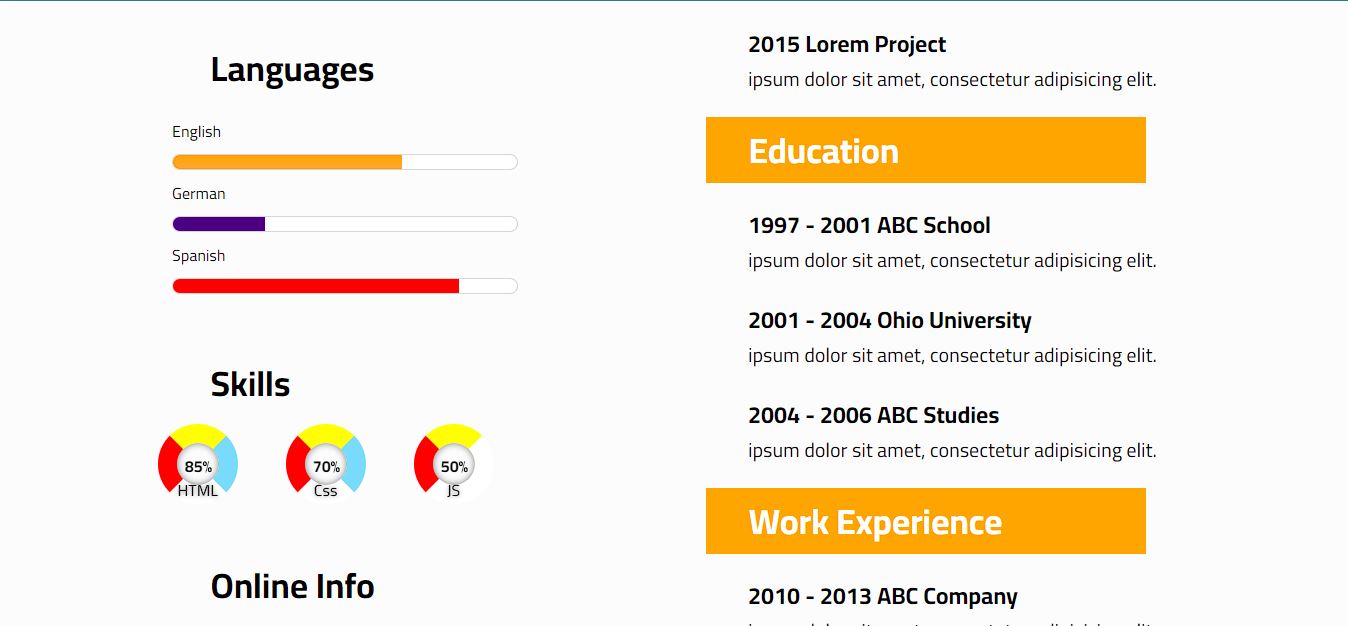 Languages
English
German
Spanish
Skills
85%
HTML
70%
Css
50%
JS
Online Info
2015 Lorem Project
ipsum dolor sit amet, consectetur adipisicing elit.
Education
1997 - 2001 ABC School
ipsum dolor sit amet, consectetur adipisicing elit.
2001 - 2004 Ohio University
ipsum dolor sit amet, consectetur adipisicing elit.
2004 - 2006 ABC Studies
ipsum dolor sit amet, consectetur adipisicing elit.
Work Experience
2010 - 2013 ABC Company